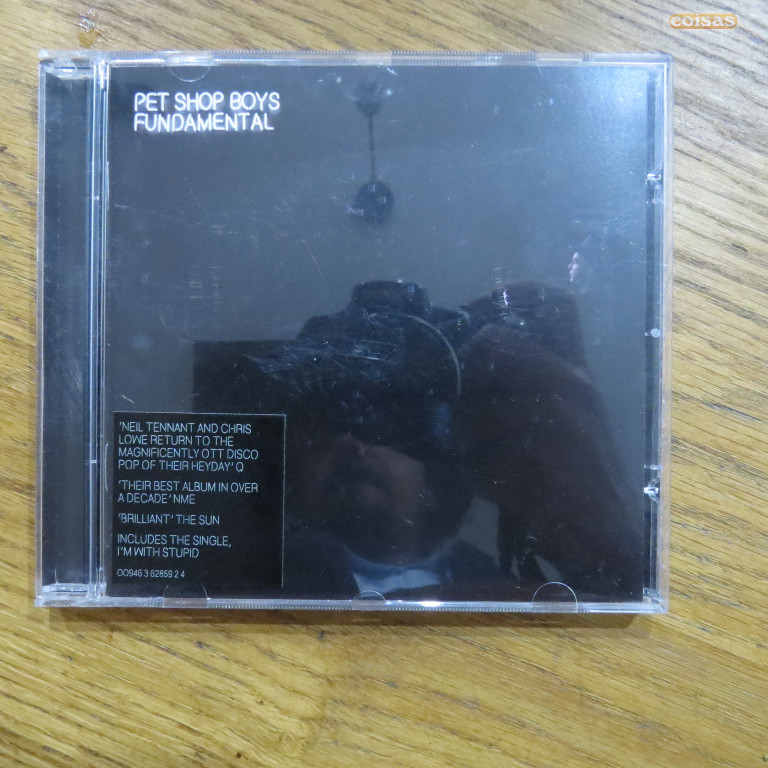 coisas
PET SHOP BOYS
FUNDAMENTAL
'NEIL TENNANT AND CHRIS
LOWE RETURN TO THE
MAGNIFICENTLY OTT DISCO
POP OF THEIR HEYDAY' Q
'THEIR BEST ALBUM IN OVER
A DECADE' NME
'BRILLIANT' THE SUN
INCLUDES THE SINGLE,
I'M WITH STUPID
00946 3 62859 2 4